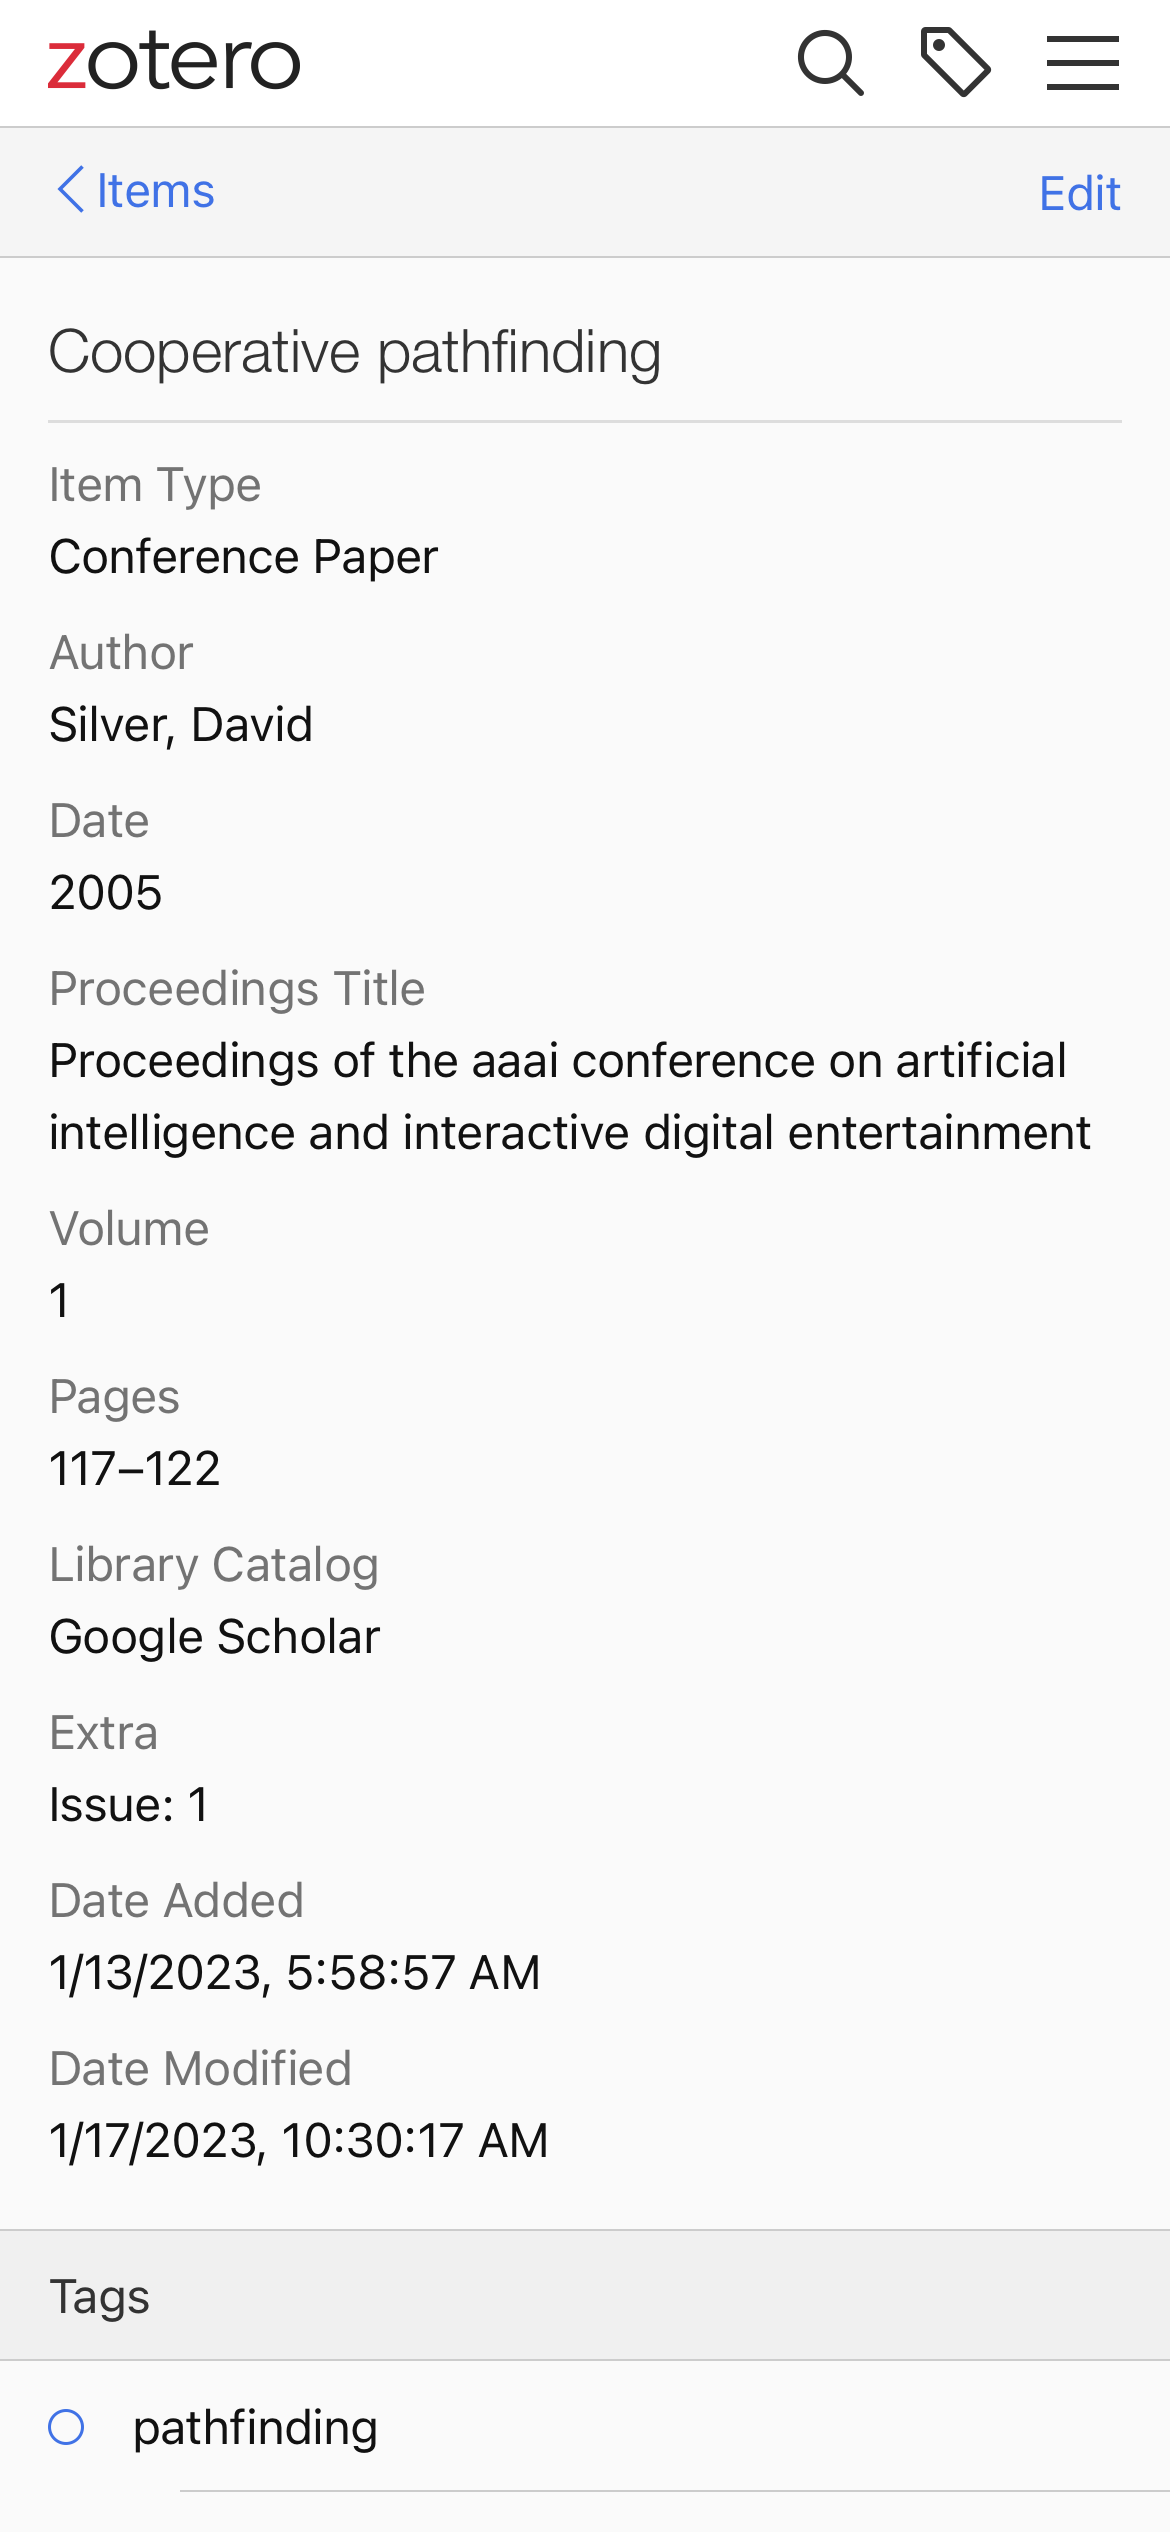 zotero
Items
Edit
Cooperative pathfinding
Item Type
Conference Paper
Author
Silver, David
Date
2005
Proceedings Title
Proceedings of the aaai conference on artificial
intelligence and interactive digital entertainment
Volume
1
Pages
117–122
Library Catalog
Google Scholar
Extra
Issue: 1
Date Added
1/13/2023, 5:58:57 AM
Date Modified
1/17/2023, 10:30:17 AM
Tags
pathfinding